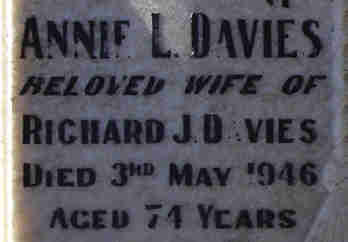 ANNIE L. DAVIES
BELOVED WIFE OF
RICHARD J. DAVIES
DIED 3RD MAY 1946
AGED 74 YEARS